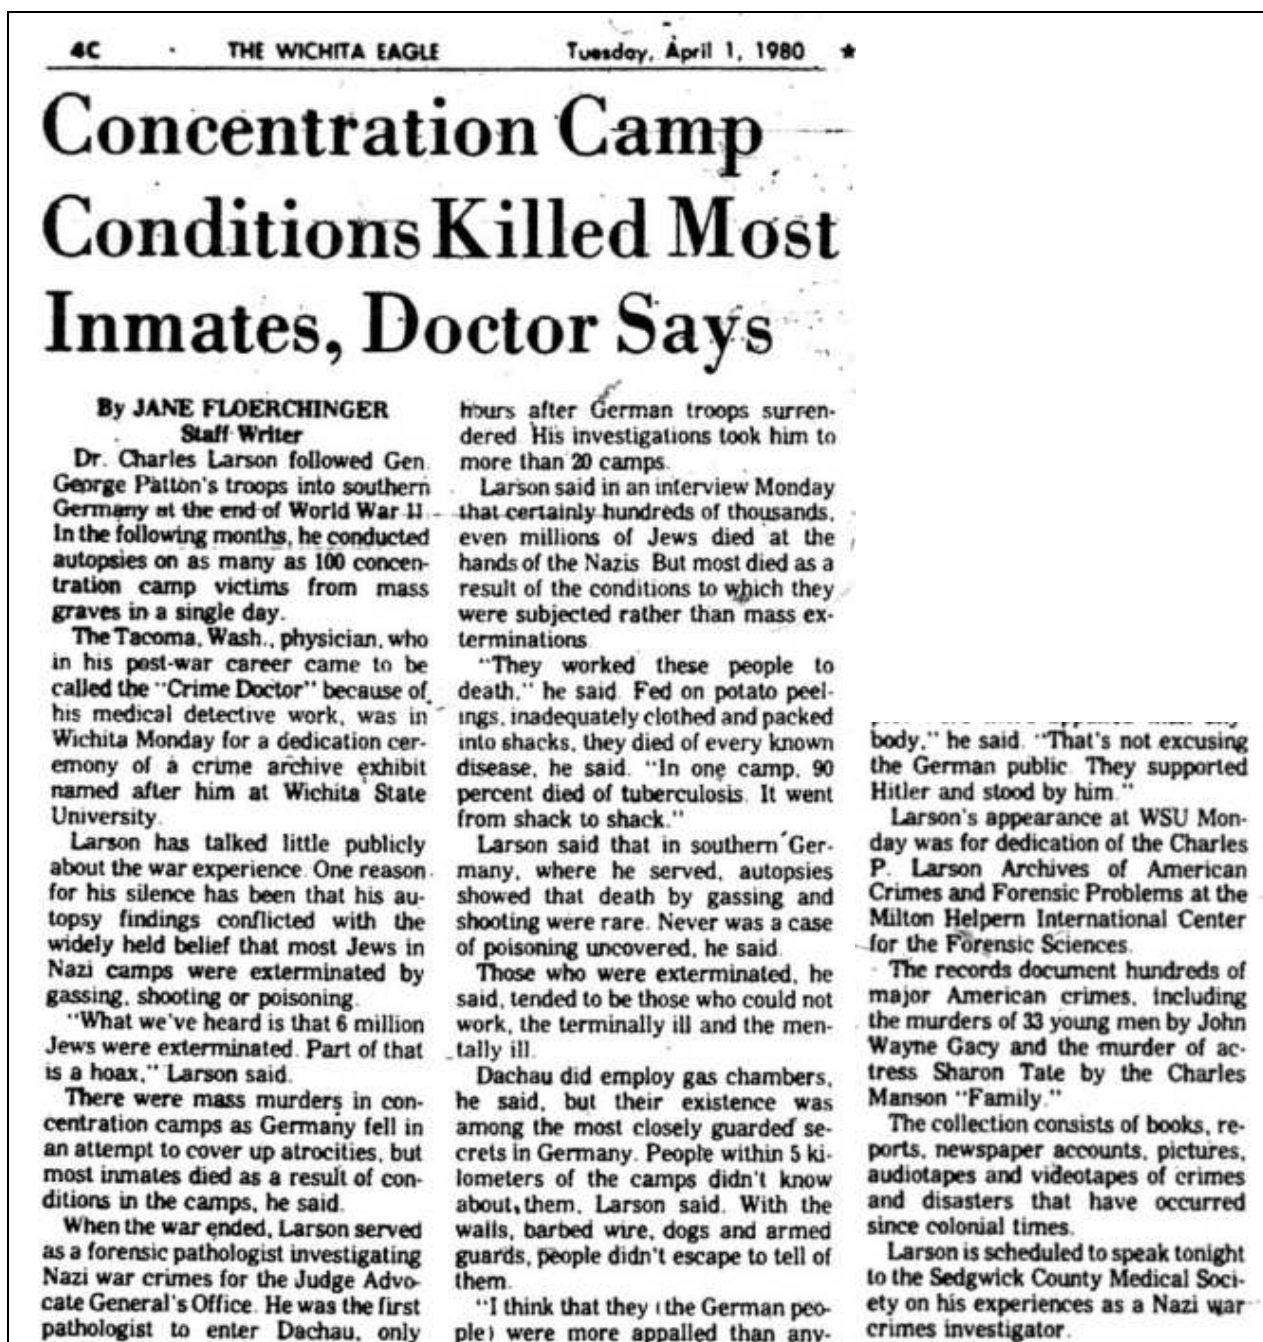 4C THE WICHITA EAGLE Tuesday, April 1, 1980
Concentration Camp
Conditions Killed Most
Inmates, Doctor Says
By JANE FLOERCHINGER
Staff Writer
Dr. Charles Larson followed Gen.
George Patton's troops into southern
Germany at the end of World War II.
In the following months, he conducted
autopsies on as many as 100 concen-
tration camp victims from mass
graves in a single day.
The Tacoma, Wash., physician, who
in his post-war career came to be
called the "Crime Doctor" because of
his medical detective work, was in
Wichita Monday for a dedication cer-
emony of a crime archive exhibit
named after him at Wichita State
University.
Larson has talked little publicly
about the war experience. One reason
for his silence has been that his au-
topsy findings conflicted with the
widely held belief that most Jews in
Nazi camps were exterminated by
gassing, shooting or poisoning.
"What we've heard is that 6 million
Jews were exterminated. Part of that
is a hoax," Larson said.
There were mass murders in con-
centration camps as Germany fell in
an attempt to cover up atrocities, but
most inmates died as a result of con-
ditions in the camps, he said.
When the war ended, Larson served
as a forensic pathologist investigating
Nazi war crimes for the Judge Advo-
cate General's Office. He was the first
pathologist to enter Dachau, only
hours after German troops surren-
dered. His investigations took him to
more than 20 camps.
Larson said in an interview Monday
that certainly hundreds of thousands,
even millions of Jews died at the
hands of the Nazis. But most died as a
result of the conditions to which they
were subjected rather than mass ex-
terminations.
"They worked these people to
death," he said. Fed on potato peel-
ings, inadequately clothed and packed
into shacks, they died of every known
disease, he said. "In one camp, 90
percent died of tuberculosis. It went
from shack to shack."
Larson said that in southern Ger-
many, where he served, autopsies
showed that death by gassing and
shooting were rare. Never was a case
of poisoning uncovered, he said.
Those who were exterminated, he
said, tended to be those who could not
work, the terminally ill and the men-
tally ill.
Dachau did employ gas chambers,
he said, but their existence was
among the most closely guarded se-
crets in Germany. People within 5 ki-
lometers of the camps didn't know
about them, Larson said. With the
walls, barbed wire, dogs and armed
guards, people didn't escape to tell of
them.
"I think that they (the German peo-
ple) were more appalled than any-
body," he said. "That's not excusing
the German public. They supported
Hitler and stood by him."
Larson's appearance at WSU Mon-
day was for dedication of the Charles
P. Larson Archives of American
Crimes and Forensic Problems at the
Milton Helpern International Center
for the Forensic Sciences.
The records document hundreds of
major American crimes, including
the murders of 33 young men by John
Wayne Gacy and the murder of ac-
tress Sharon Tate by the Charles
Manson "Family."
The collection consists of books, re-
ports, newspaper accounts, pictures,
audiotapes and videotapes of crimes
and disasters that have occurred
since colonial times.
Larson is scheduled to speak tonight
to the Sedgwick County Medical Soci-
ety on his experiences as a Nazi war
crimes investigator.